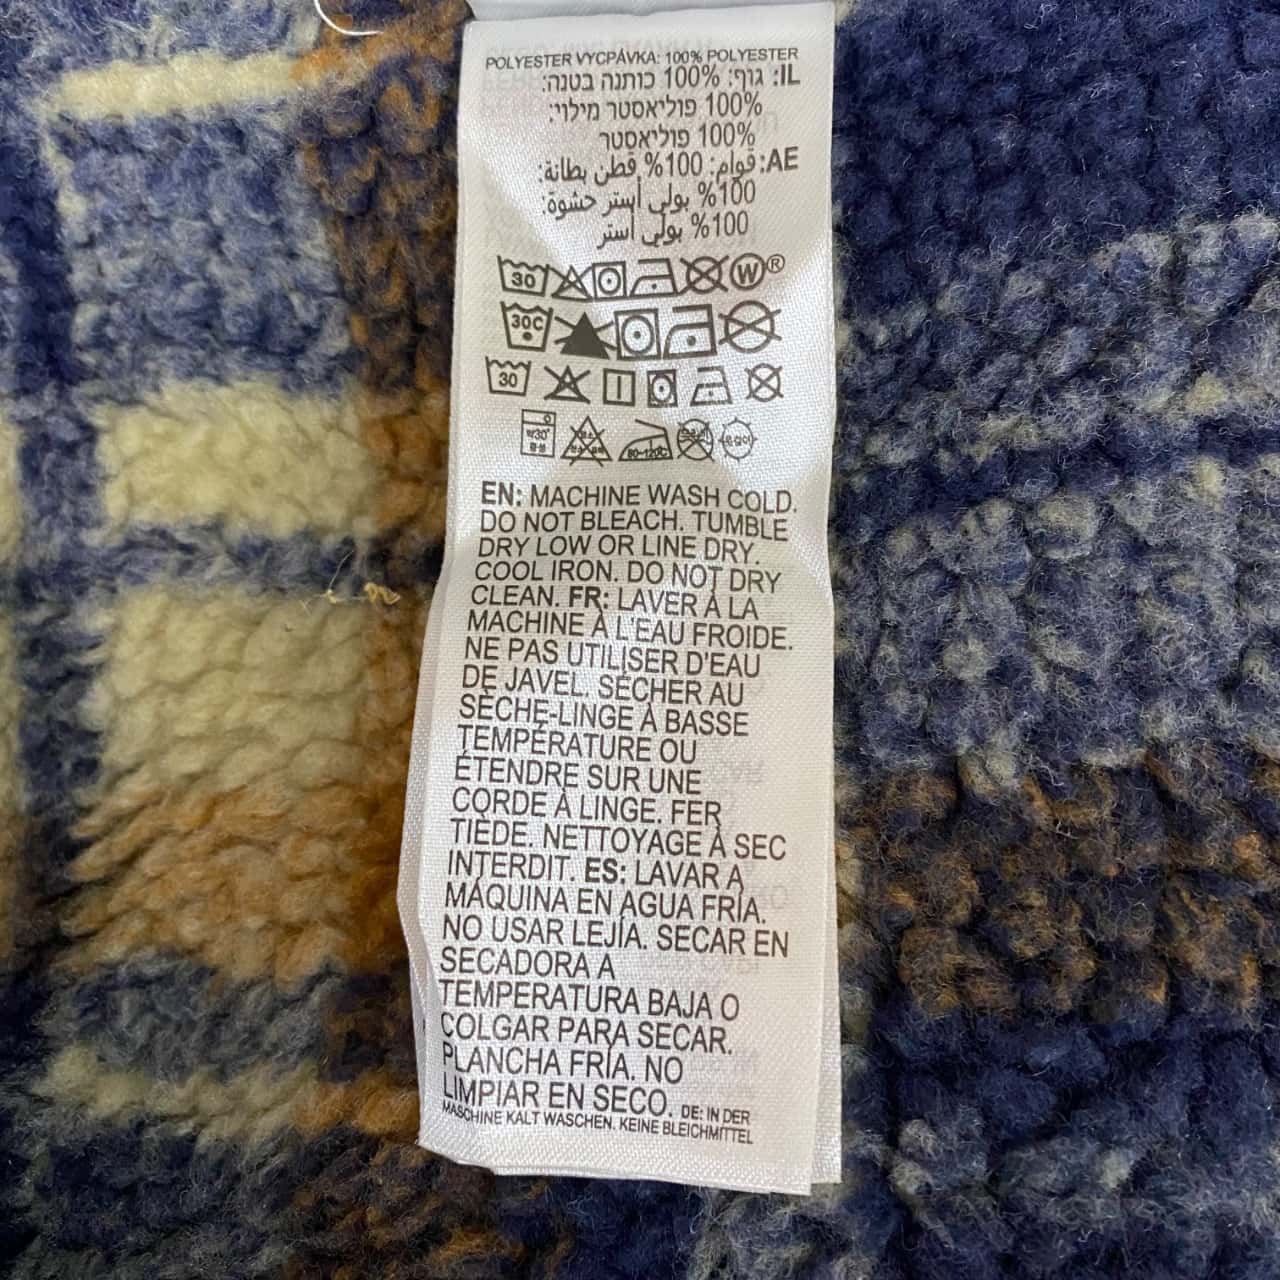 POLYESTER VYCPÁVKA: 100% POLYESTER
IL: גוף: 100% כותנה בטנה:
100% פוליאסטר מילוי:
100% פוליאסטר
AE: قوام: 100% قطن بطانة:
100% بولي أستر حشوة:
100% بولي أستر
30 W®
30C
30
80~120C
EN: MACHINE WASH COLD.
DO NOT BLEACH. TUMBLE
DRY LOW OR LINE DRY.
COOL IRON. DO NOT DRY
CLEAN. FR: LAVER À LA
MACHINE À L'EAU FROIDE.
NE PAS UTILISER D'EAU
DE JAVEL. SÉCHER AU
SÈCHE-LINGE À BASSE
TEMPÉRATURE OU
ÉTENDRE SUR UNE
CORDE À LINGE. FER
TIÈDE. NETTOYAGE À SEC
INTERDIT. ES: LAVAR A
MÁQUINA EN AGUA FRÍA.
NO USAR LEJÍA. SECAR EN
SECADORA A
TEMPERATURA BAJA O
COLGAR PARA SECAR.
PLANCHA FRÍA. NO
LIMPIAR EN SECO. DE: IN DER
MASCHINE KALT WASCHEN. KEINE BLEICHMITTEL